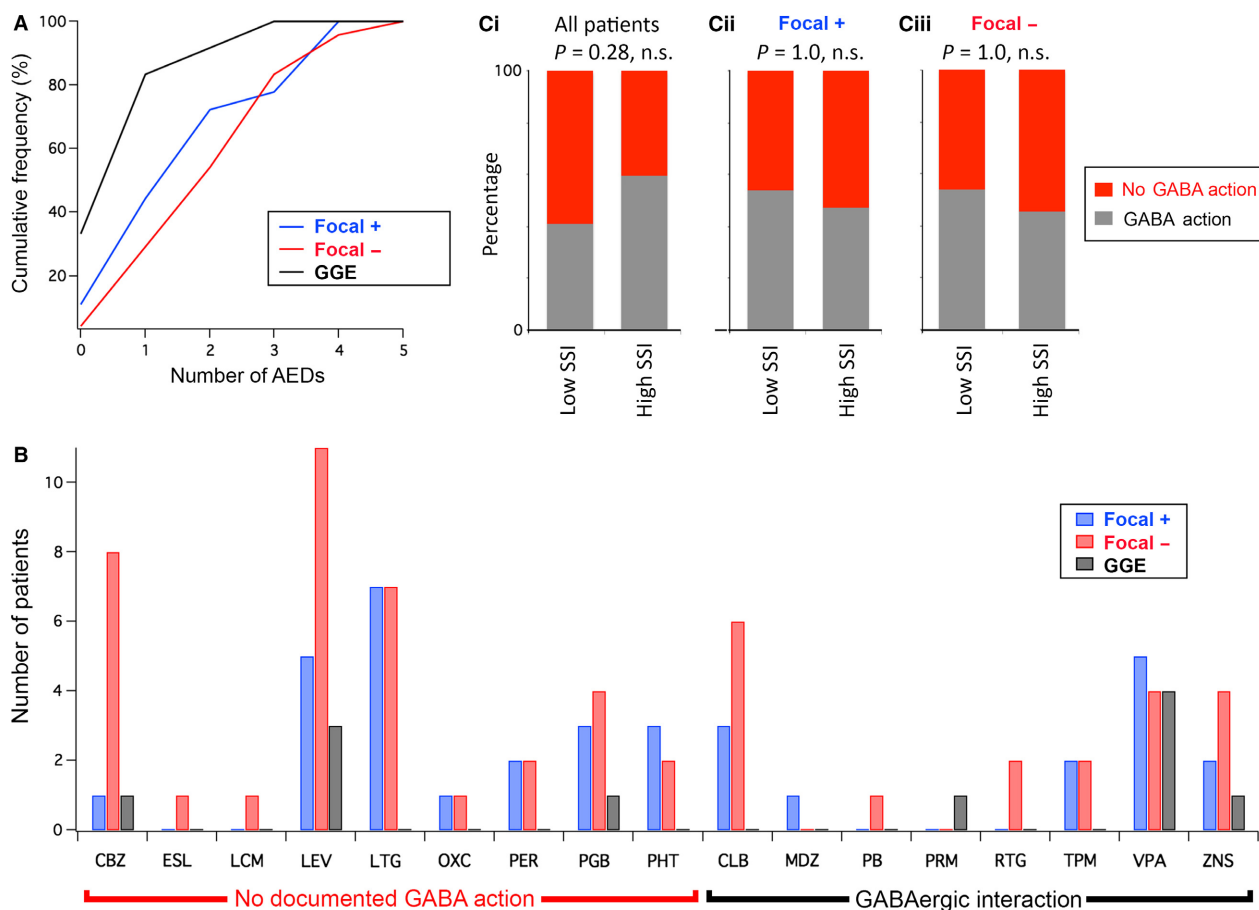 A
Cumulative frequency (%)
100
80
60
40
20
0 1 2 3 4 5
Number of AEDs
Focal +
Focal –
GGE
Ci
All patients
P = 0.28, n.s.
Cii
Focal +
P = 1.0, n.s.
Ciii
Focal –
P = 1.0, n.s.
Percentage
100
0
Low SSI
High SSI
Low SSI
High SSI
Low SSI
High SSI
No GABA action
GABA action
B
Number of patients
10
8
6
4
2
0
Focal +
Focal –
GGE
CBZ ESL LCM LEV LTG OXC PER PGB PHT CLB MDZ PB PRM RTG TPM VPA ZNS
No documented GABA action
GABAergic interaction